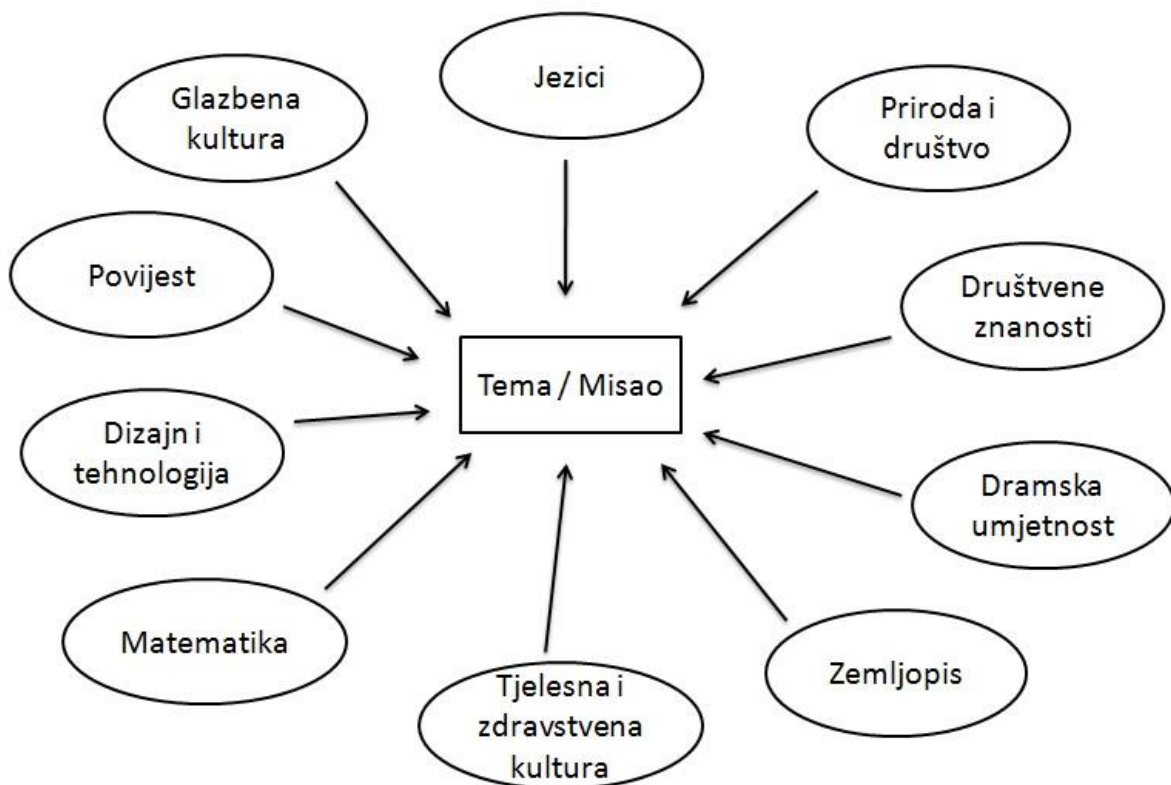 Jezici
Glazbena
kultura
Priroda i
društvo
Povijest
Društvene
znanosti
Tema / Misao
Dizajn i
tehnologija
Dramska
umjetnost
Matematika
Zemljopis
Tjelesna i
zdravstvena
kultura